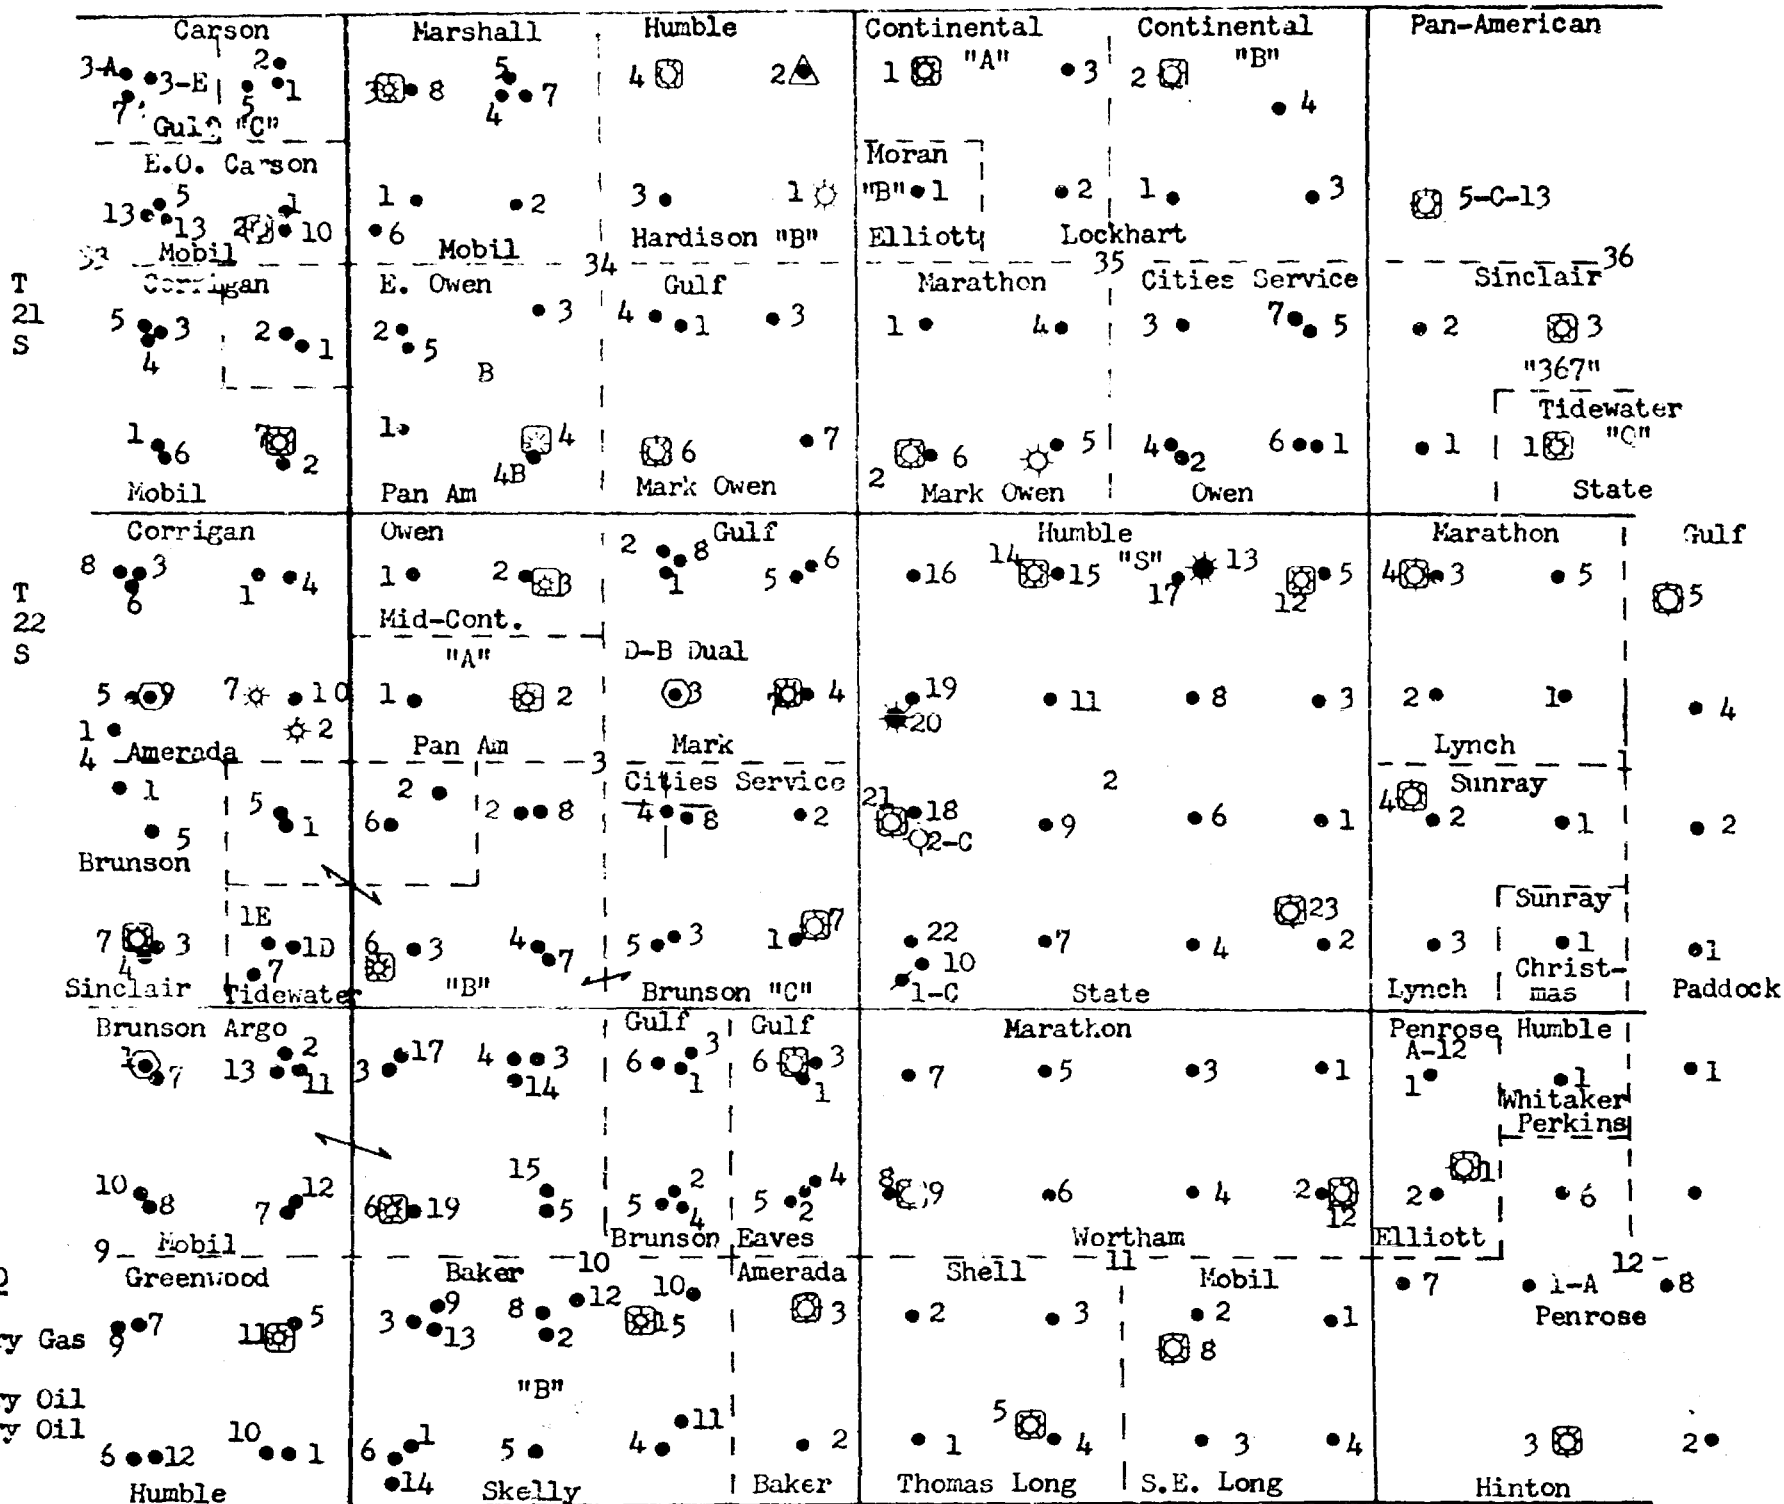 Carson Marshall Humble Continental Continental Pan-American
3-A 3-E 2 1 5 7 3 8 5 4 7 4 2 1 "A" 3 2 "B" 4
Gulf "C"
E.O. Carson Moran
13 5 13 1 2 10 1 2 6 3 1 "B" 1 2 1 3 5-C-13
Mobil Mobil Hardison "B" Elliott Lockhart
33 34 35 36
T
21
S
Corrigan E. Owen Gulf Marathon Cities Service Sinclair
5 3 4 2 1 2 5 3 4 1 3 1 4 3 7 5 2 3
B "367"
Tidewater
1 6 7 2 1 4 4B 6 7 2 6 5 4 2 6 1 1 1
Mobil Pan Am Mark Owen Mark Owen Owen State
Corrigan Owen Gulf Humble Marathon Gulf
T
22
S
8 3 6 1 4 1 2 3 2 8 1 5 6 16 14 15 "S" 17 13 12 5 4 3 5 5
Mid-Cont.
"A" D-B Dual
5 9 7 10 1 2 1 2 3 7 4 19 20 11 8 3 2 1 4
Amerada Pan Am Mark Lynch
4 3 2
Cities Service Sunray
1 5 5 1 2 6 2 8 4 8 2 21 18 2-C 9 6 1 4 2 1 2
Brunson
23 Sunray
1E
7 3 4 1D 7 6 3 4 7 5 3 1 7 22 10 1-C 7 4 2 3 1 1
Christ-
mas
Sinclair Tidewater "B" Brunson "C" State Lynch Paddock
Brunson Argo Gulf Gulf Marathon Penrose Humble
A-12
1 7 13 2 11 3 17 4 3 14 6 3 1 6 3 1 7 5 3 1 1 1 1
Whitaker
Perkins
10 8 7 12 6 19 15 5 5 2 4 5 4 2 8 9 6 4 2 12 2 1 6
Mobil Brunson Eaves Wortham Elliott
9 10 11 12
Greenwood Baker Amerada Shell Mobil
9 7 11 5 3 9 13 8 12 2 10 15 3 2 3 2 8 1 7 1-A 8
Penrose
ry Gas
"B"
ry Oil
ry Oil
6 12 10 1 6 1 14 5 4 11 2 1 5 4 3 4 3 2
Humble Skelly Baker Thomas Long S.E. Long Hinton